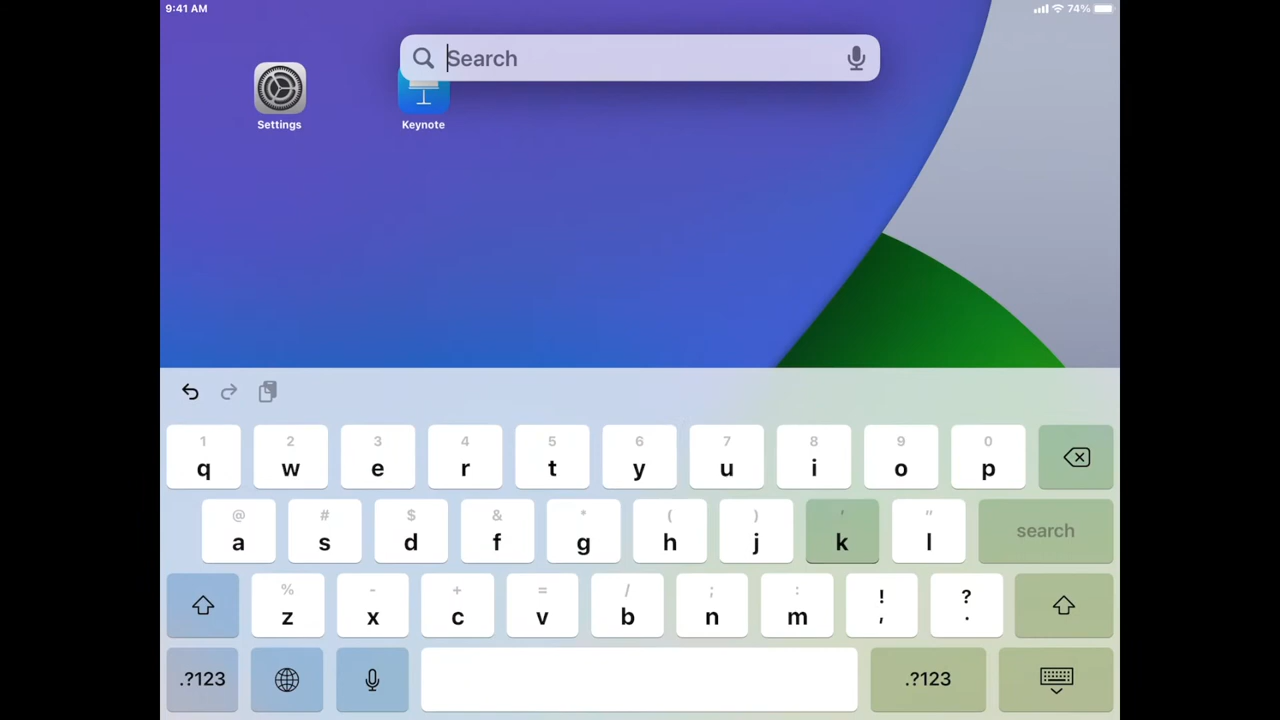 9:41 AM 74%
Search
Settings Keynote
1 2 3 4 5 6 7 8 9 0
q w e r t y u i o p
@ # $ & * ( ) ' "
a s d f g h j k l search
% - + = / ; : ! ?
z x c v b n m , .
.?123 .?123